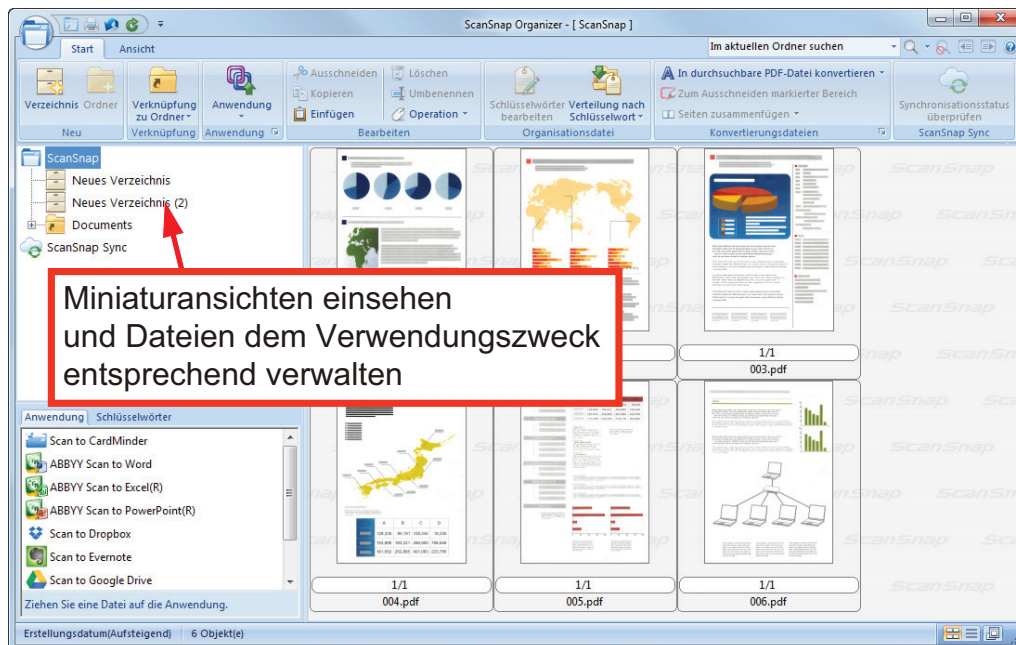 ScanSnap Organizer - [ ScanSnap ]
Start Ansicht
Im aktuellen Ordner suchen
Verzeichnis Ordner
Neu
Verknüpfung
zu Ordner
Verknüpfung
Anwendung
Anwendung
Ausschneiden
Kopieren
Einfügen
Löschen
Umbenennen
Operation
Bearbeiten
Schlüsselwörter
bearbeiten
Verteilung nach
Schlüsselwort
Organisationsdatei
In durchsuchbare PDF-Datei konvertieren
Zum Ausschneiden markierter Bereich
Seiten zusammenfügen
Konvertierungsdateien
Synchronisationsstatus
überprüfen
ScanSnap Sync
ScanSnap
Neues Verzeichnis
Neues Verzeichnis (2)
Documents
ScanSnap Sync
Miniaturansichten einsehen
und Dateien dem Verwendungszweck
entsprechend verwalten
1/1
003.pdf
Anwendung Schlüsselwörter
Scan to CardMinder
ABBYY Scan to Word
ABBYY Scan to Excel(R)
ABBYY Scan to PowerPoint(R)
Scan to Dropbox
Scan to Evernote
Scan to Google Drive
Ziehen Sie eine Datei auf die Anwendung.
A B C D
1/1
004.pdf
1/1
005.pdf
1/1
006.pdf
ScanSnap
Erstellungsdatum(Aufsteigend) 6 Objekt(e)